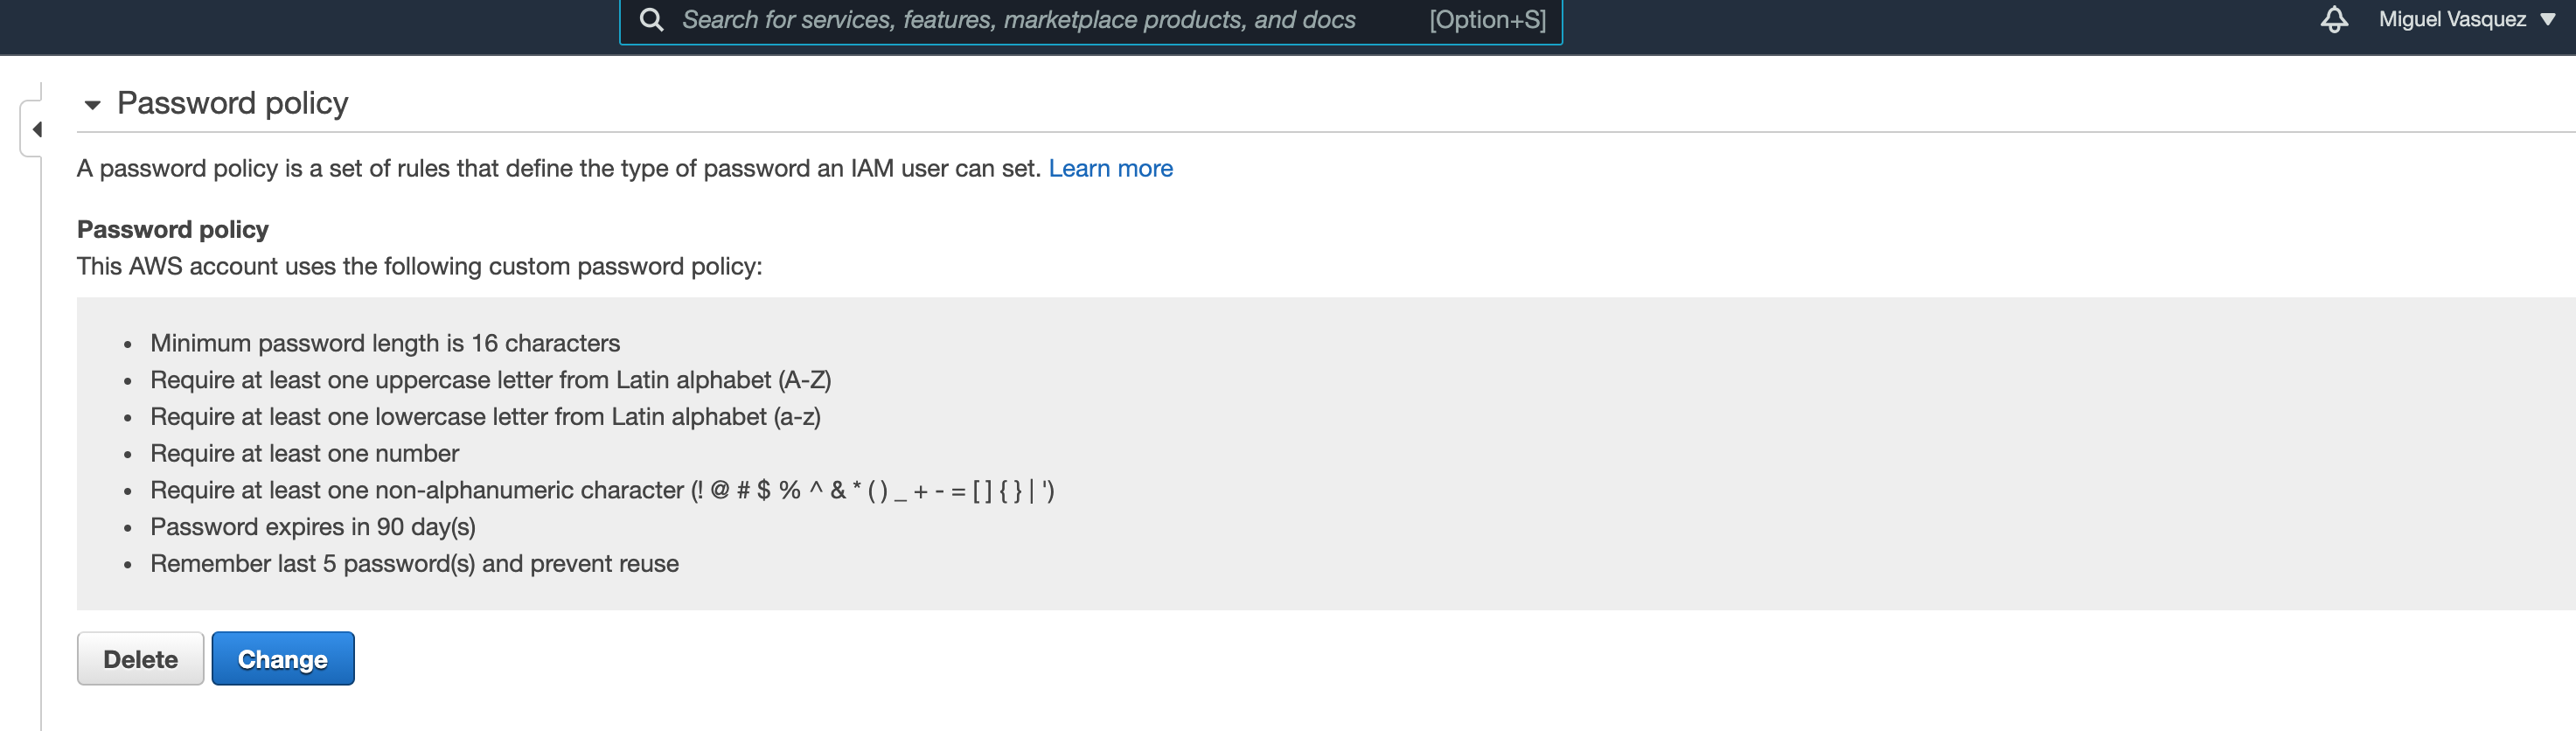 Search for services, features, marketplace products, and docs [Option+S] Miguel Vasquez
Password policy
A password policy is a set of rules that define the type of password an IAM user can set. Learn more
Password policy
This AWS account uses the following custom password policy:
• Minimum password length is 16 characters
• Require at least one uppercase letter from Latin alphabet (A-Z)
• Require at least one lowercase letter from Latin alphabet (a-z)
• Require at least one number
• Require at least one non-alphanumeric character (! @ # $ % ^ & * ( ) _ + - = [ ] { } | ')
• Password expires in 90 day(s)
• Remember last 5 password(s) and prevent reuse
Delete Change